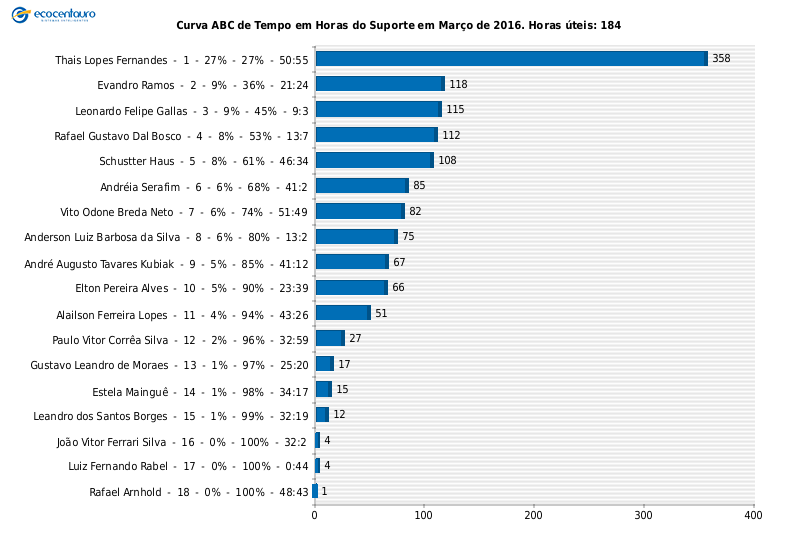 ecocentauro
Curva ABC de Tempo em Horas do Suporte em Março de 2016. Horas úteis: 184
Thais Lopes Fernandes - 1 - 27% - 27% - 50:55 358
Evandro Ramos - 2 - 9% - 36% - 21:24 118
Leonardo Felipe Gallas - 3 - 9% - 45% - 9:3 115
Rafael Gustavo Dal Bosco - 4 - 8% - 53% - 13:7 112
Schustter Haus - 5 - 8% - 61% - 46:34 108
Andréia Serafim - 6 - 6% - 68% - 41:2 85
Vito Odone Breda Neto - 7 - 6% - 74% - 51:49 82
Anderson Luiz Barbosa da Silva - 8 - 6% - 80% - 13:2 75
André Augusto Tavares Kubiak - 9 - 5% - 85% - 41:12 67
Elton Pereira Alves - 10 - 5% - 90% - 23:39 66
Alailson Ferreira Lopes - 11 - 4% - 94% - 43:26 51
Paulo Vitor Corrêa Silva - 12 - 2% - 96% - 32:59 27
Gustavo Leandro de Moraes - 13 - 1% - 97% - 25:20 17
Estela Mainguê - 14 - 1% - 98% - 34:17 15
Leandro dos Santos Borges - 15 - 1% - 99% - 32:19 12
João Vitor Ferrari Silva - 16 - 0% - 100% - 32:2 4
Luiz Fernando Rabel - 17 - 0% - 100% - 0:44 4
Rafael Arnhold - 18 - 0% - 100% - 48:43 1
0 100 200 300 400